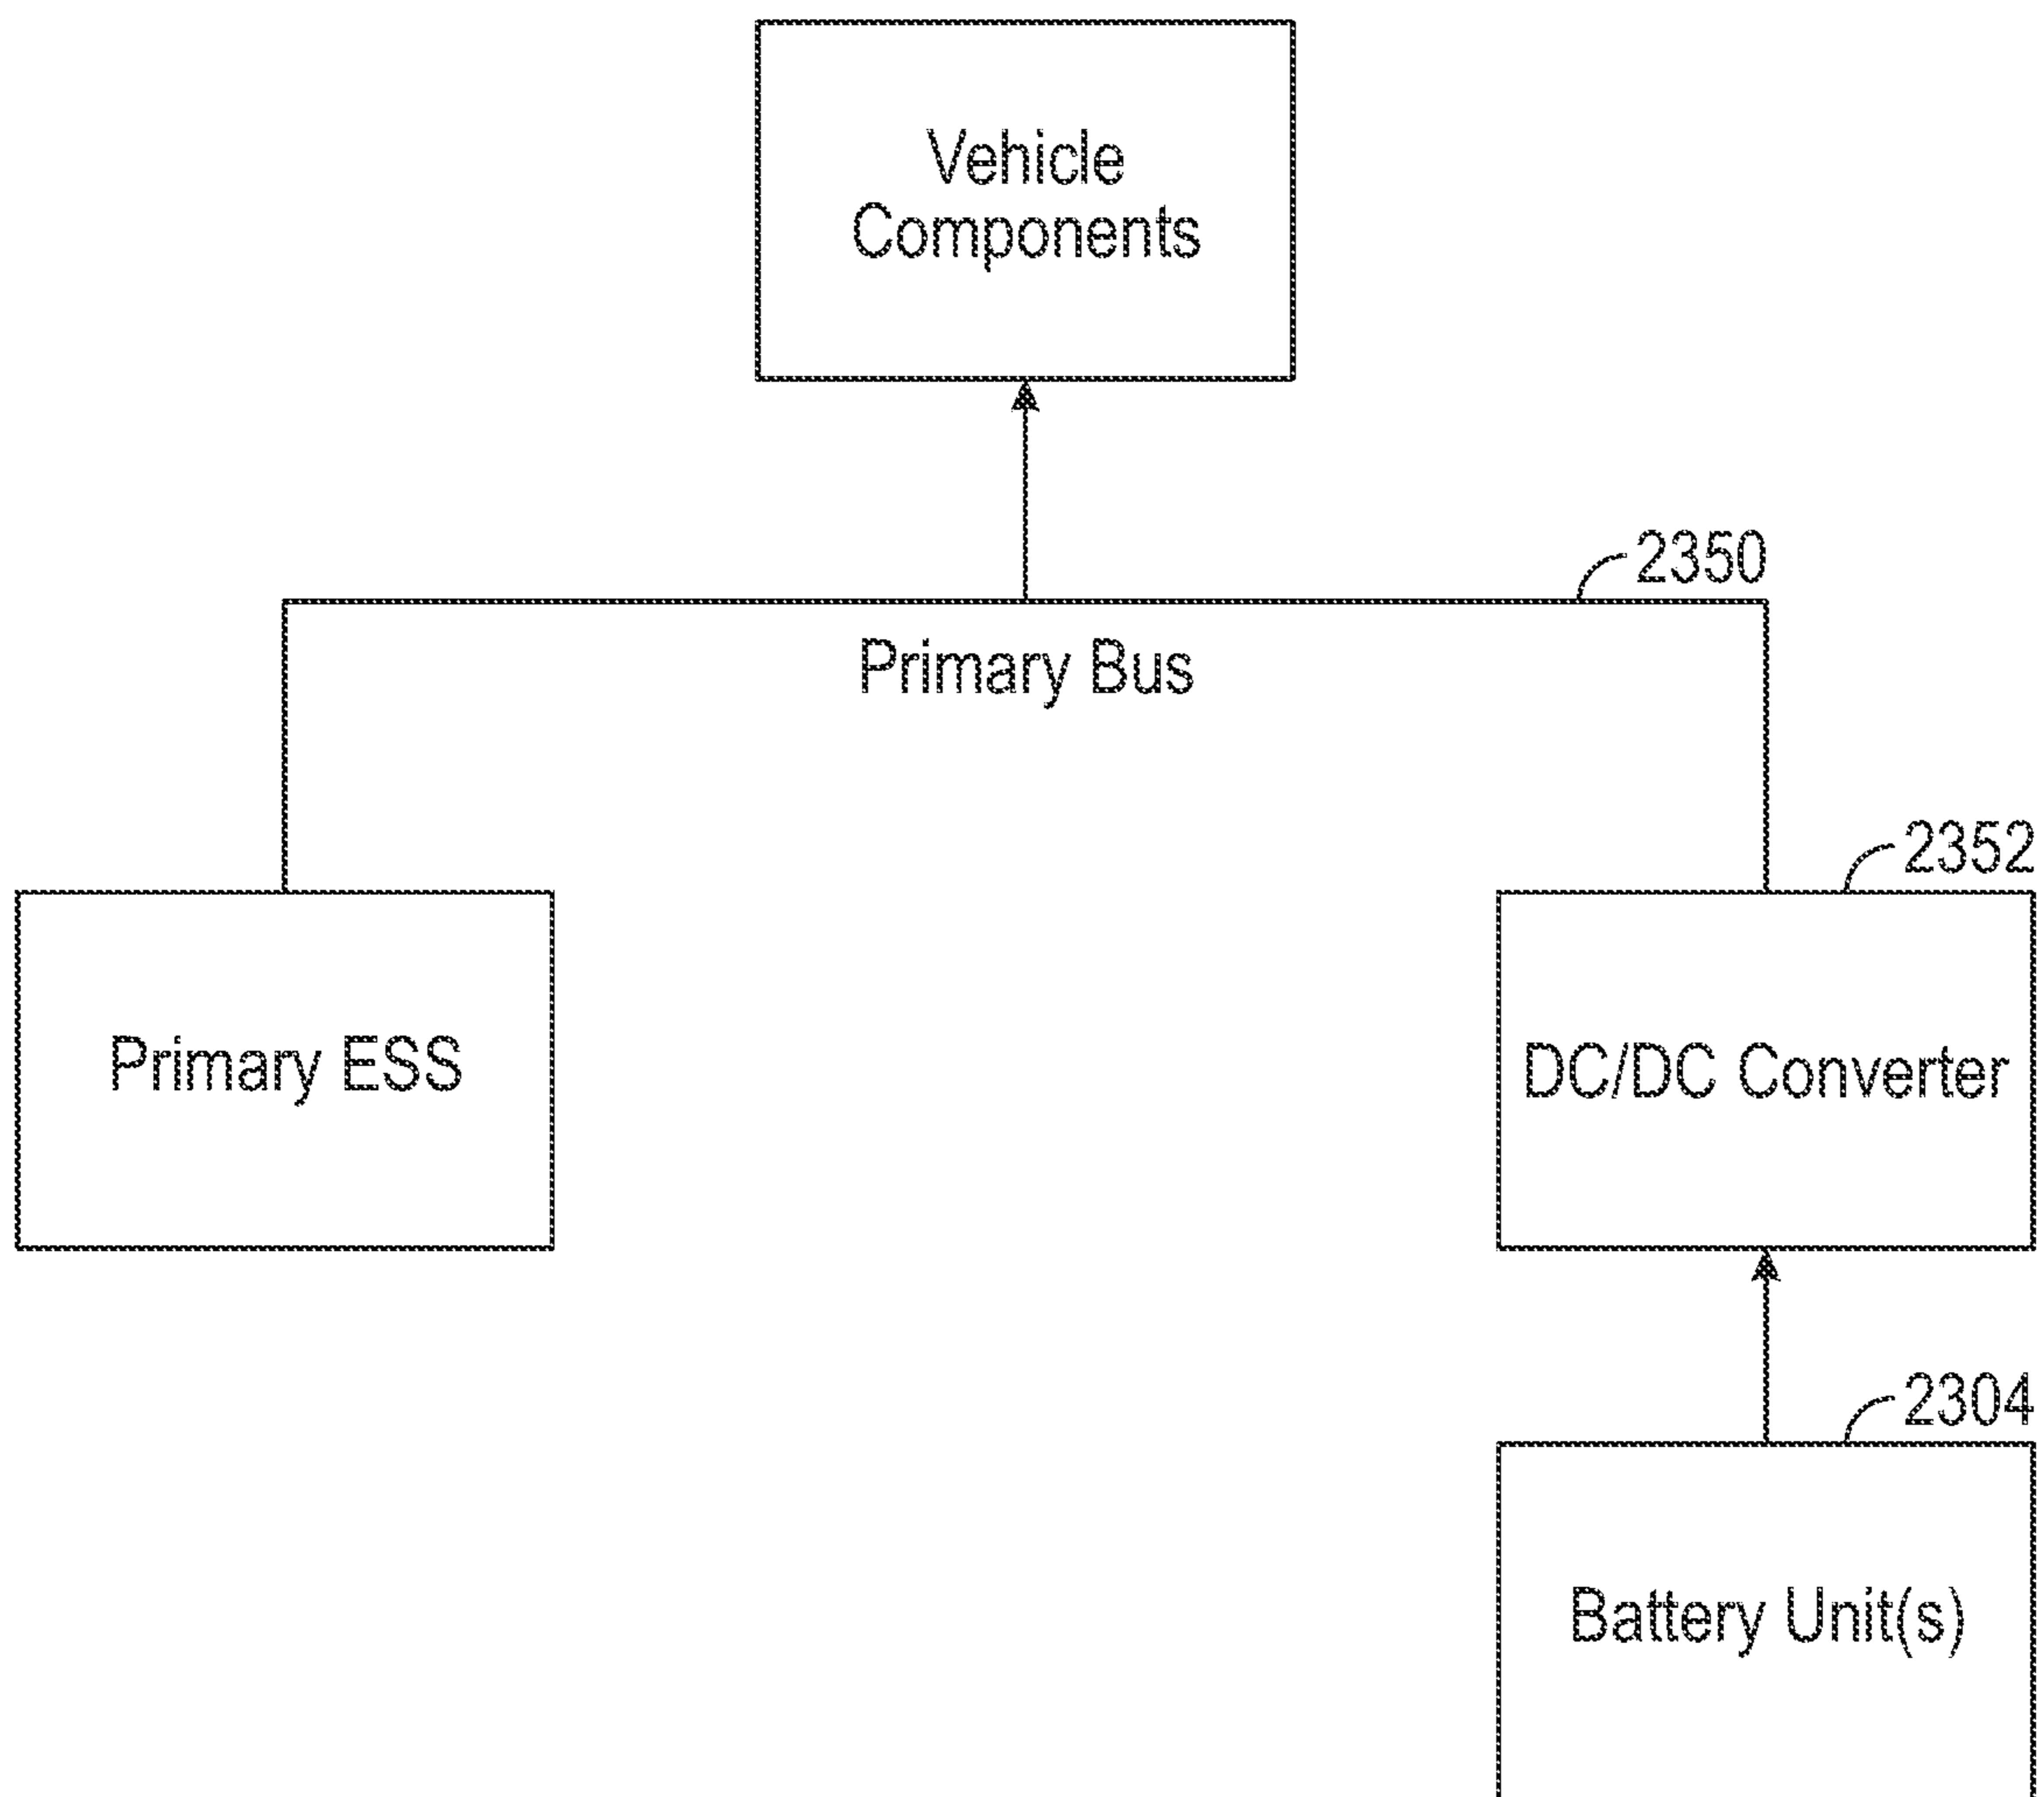 Vehicle
Components
2350
Primary Bus
2352
Primary ESS
DC/DC Converter
2304
Battery Unit(s)